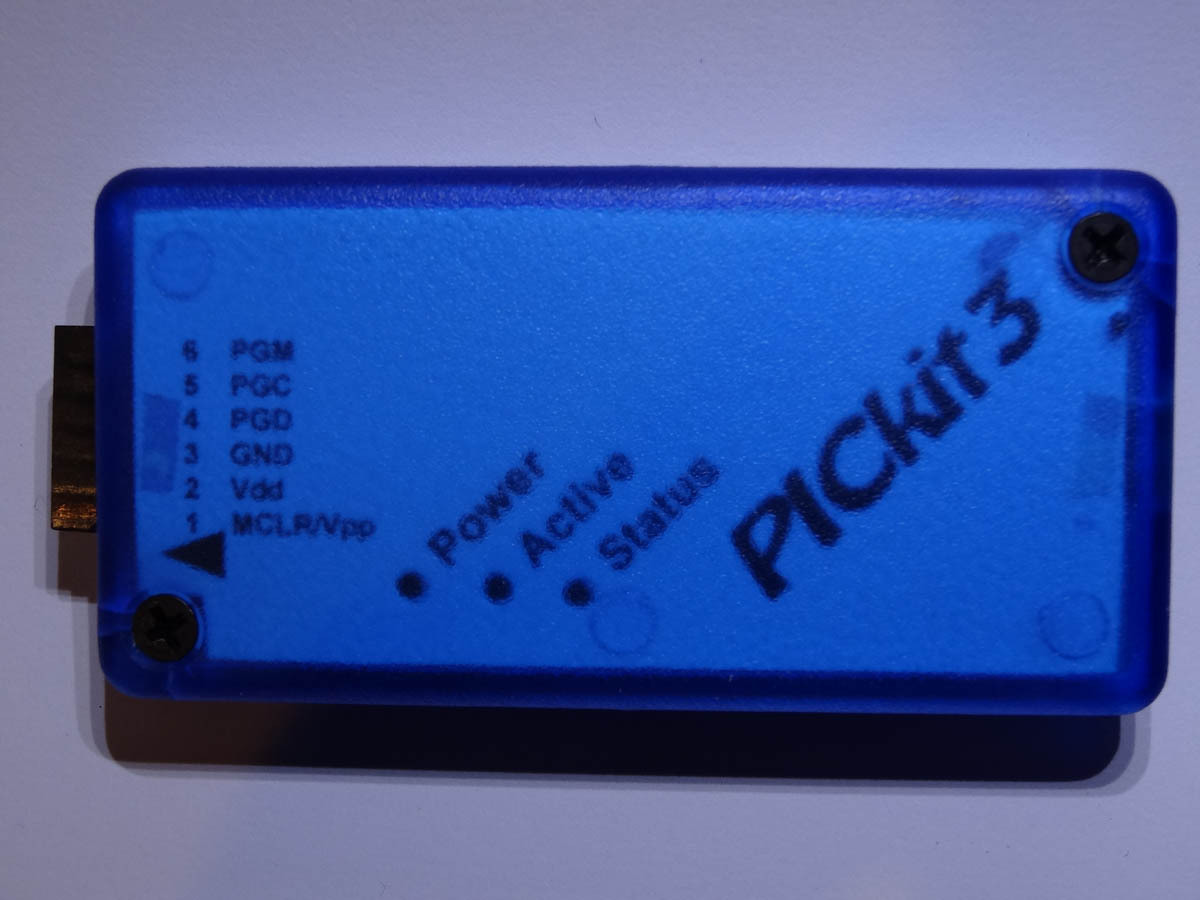 6 PGM
5 PGC
4 PGD
3 GND
2 Vdd
1 MCLR/Vpp
Power
Active
Status
PICkit 3